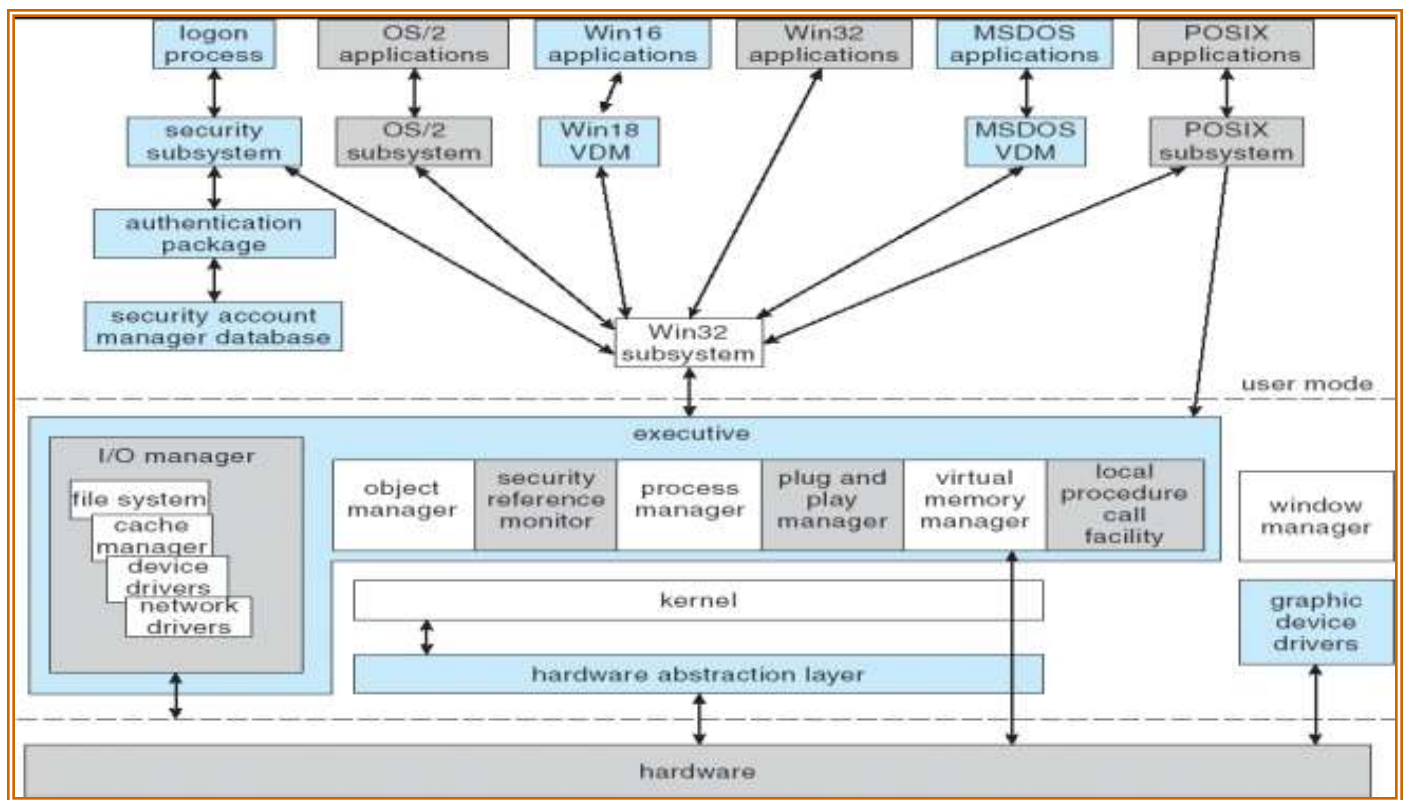 logon
process
OS/2
applications
Win16
applications
Win32
applications
MSDOS
applications
POSIX
applications
security
subsystem
OS/2
subsystem
Win18
VDM
MSDOS
VDM
POSIX
subsystem
authentication
package
security account
manager database
Win32
subsystem
user mode
executive
I/O manager
file system
cache
manager
device
drivers
network
drivers
object
manager
security
reference
monitor
process
manager
plug and
play
manager
virtual
memory
manager
local
procedure
call
facility
window
manager
kernel
graphic
device
drivers
hardware abstraction layer
hardware